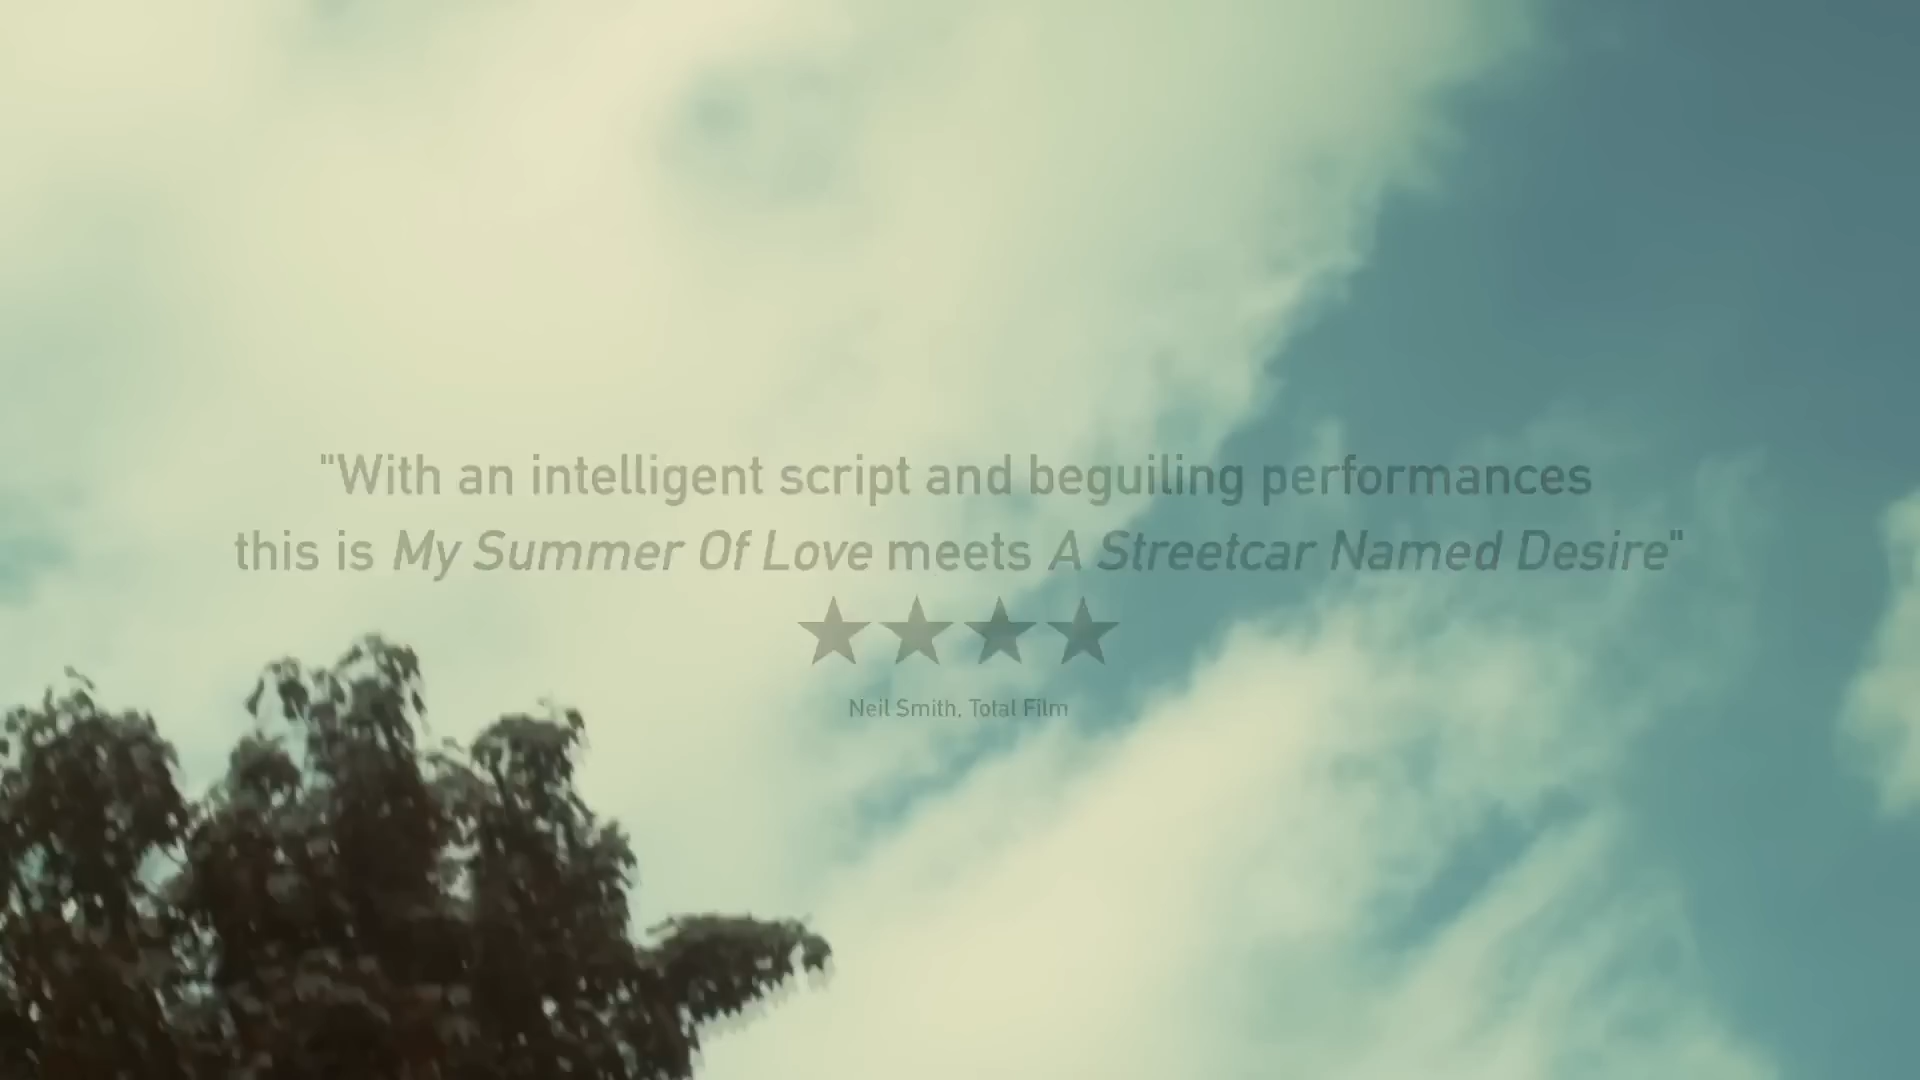 "With an intelligent script and beguiling performances
this is My Summer Of Love meets A Streetcar Named Desire"
★★★★
Neil Smith, Total Film